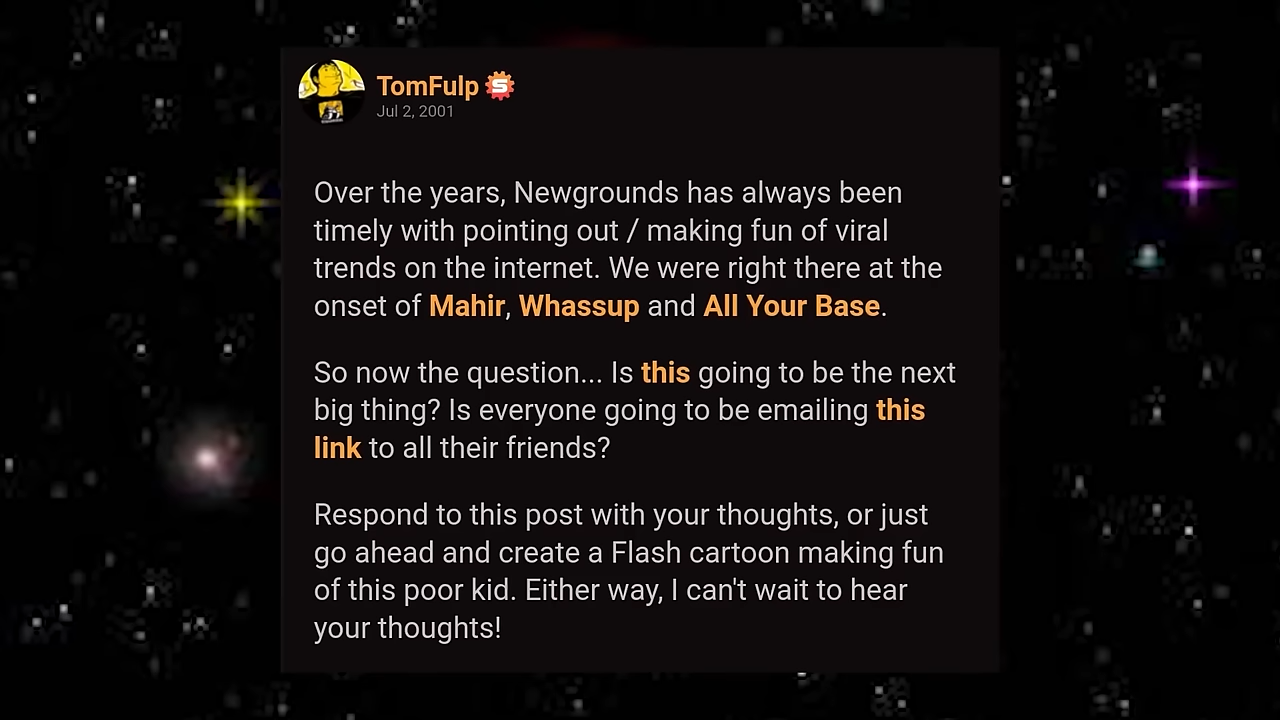 TomFulp
Jul 2, 2001
Over the years, Newgrounds has always been
timely with pointing out / making fun of viral
trends on the internet. We were right there at the
onset of Mahir, Whassup and All Your Base.
So now the question... Is this going to be the next
big thing? Is everyone going to be emailing this
link to all their friends?
Respond to this post with your thoughts, or just
go ahead and create a Flash cartoon making fun
of this poor kid. Either way, I can't wait to hear
your thoughts!